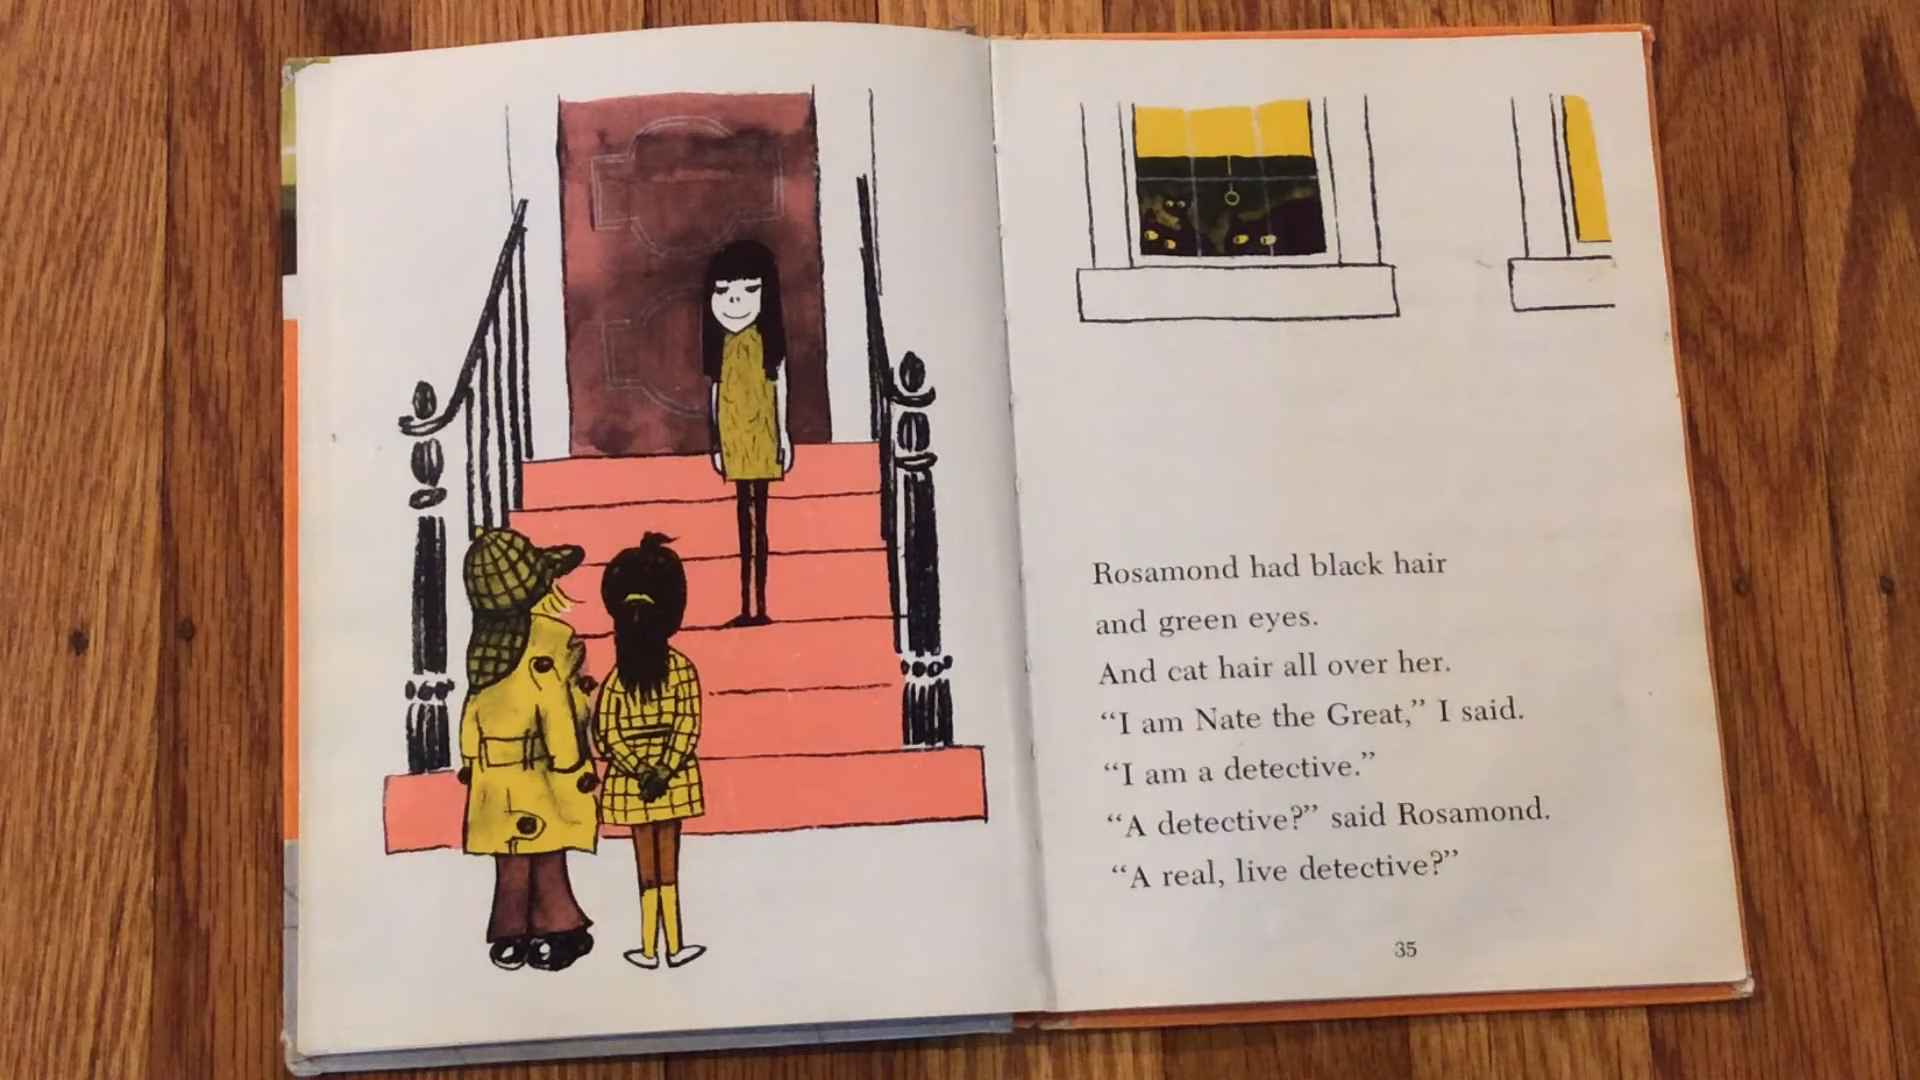 Rosamond had black hair
and green eyes.
And cat hair all over her.
“I am Nate the Great,” I said.
“I am a detective.”
“A detective?” said Rosamond.
“A real, live detective?”
35